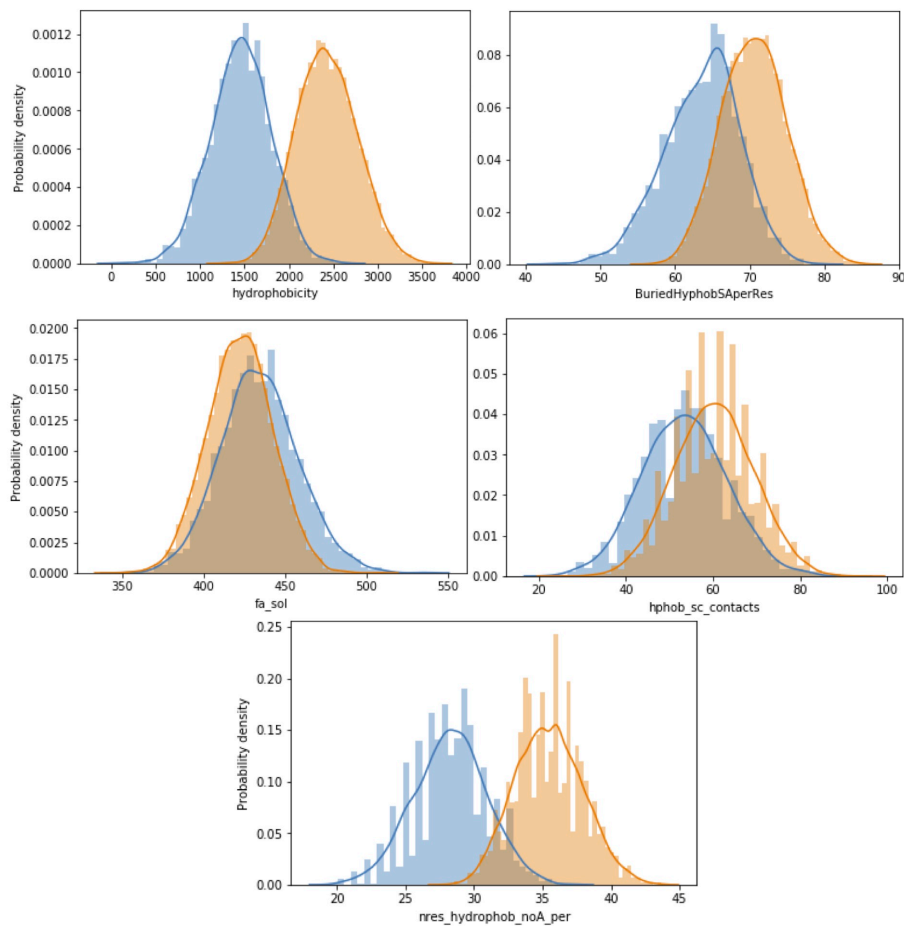 Probability density
0.0012
0.0010
0.0008
0.0006
0.0004
0.0002
0.0000
0 500 1000 1500 2000 2500 3000 3500 4000
hydrophobicity
0.08
0.06
0.04
0.02
0.00
40 50 60 70 80 90
BuriedHyphobSAperRes
Probability density
0.0200
0.0175
0.0150
0.0125
0.0100
0.0075
0.0050
0.0025
0.0000
350 400 450 500 550
fa_sol
0.06
0.05
0.04
0.03
0.02
0.01
0.00
20 40 60 80 100
hphob_sc_contacts
Probability density
0.25
0.20
0.15
0.10
0.05
0.00
20 25 30 35 40 45
nres_hydrophob_noA_per